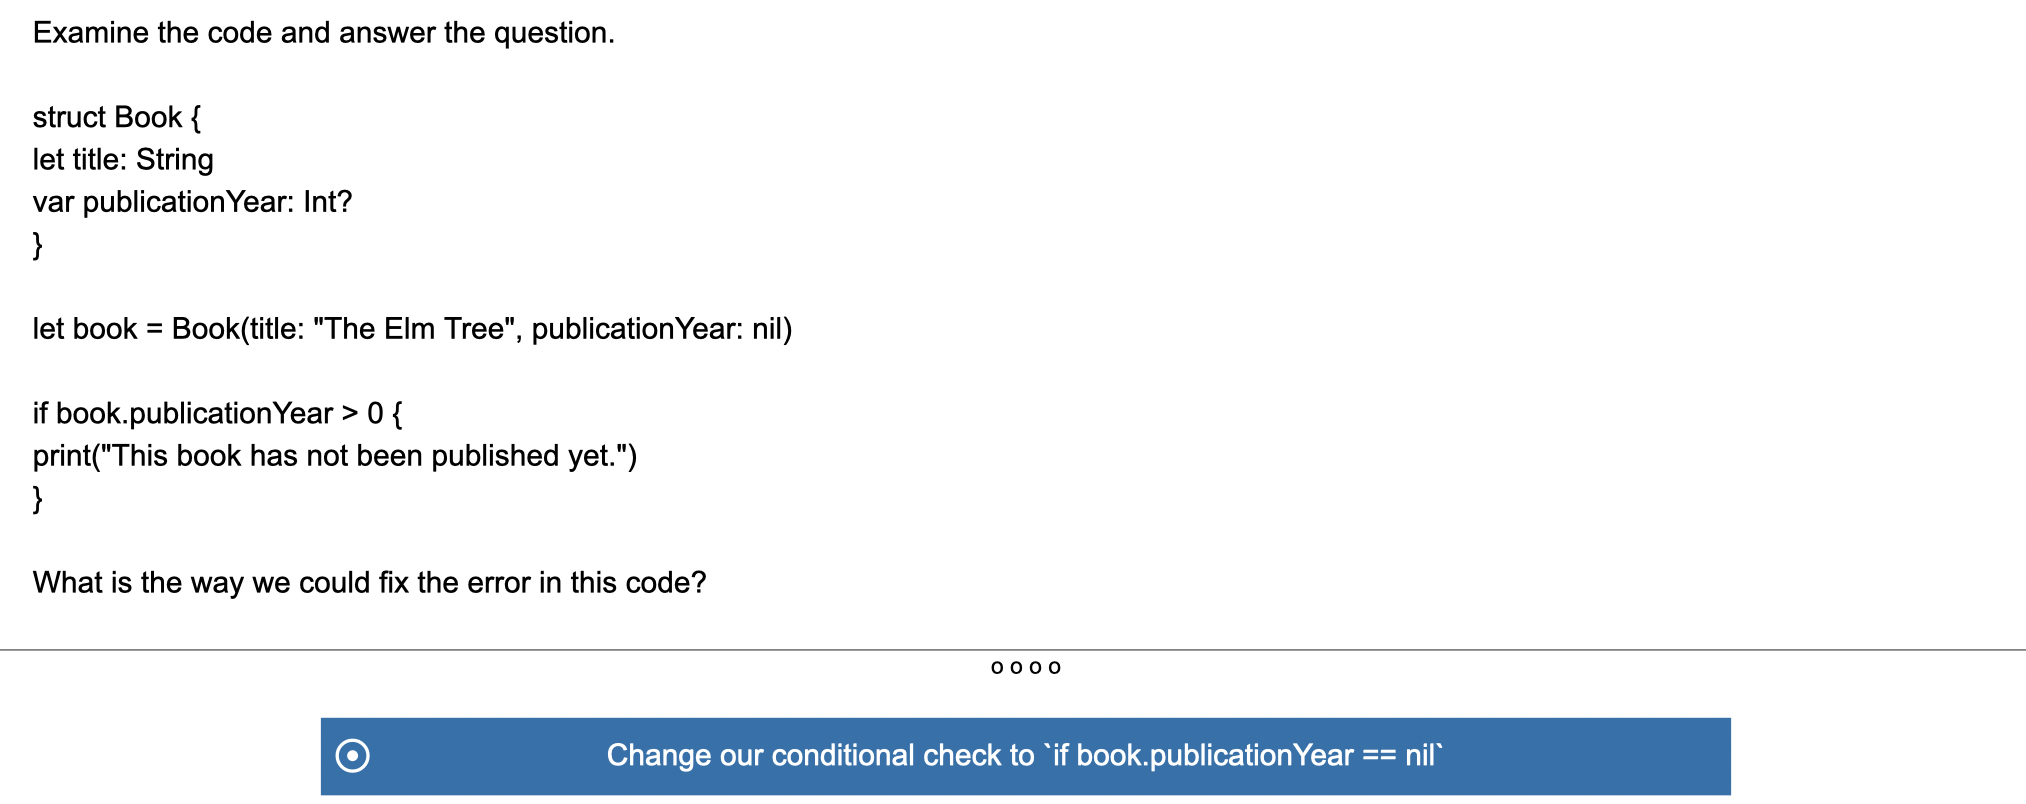 Examine the code and answer the question.
struct Book {
let title: String
var publicationYear: Int?
}
let book = Book(title: "The Elm Tree", publicationYear: nil)
if book.publicationYear > 0 {
print("This book has not been published yet.")
}
What is the way we could fix the error in this code?
o o o o
Change our conditional check to `if book.publicationYear == nil`